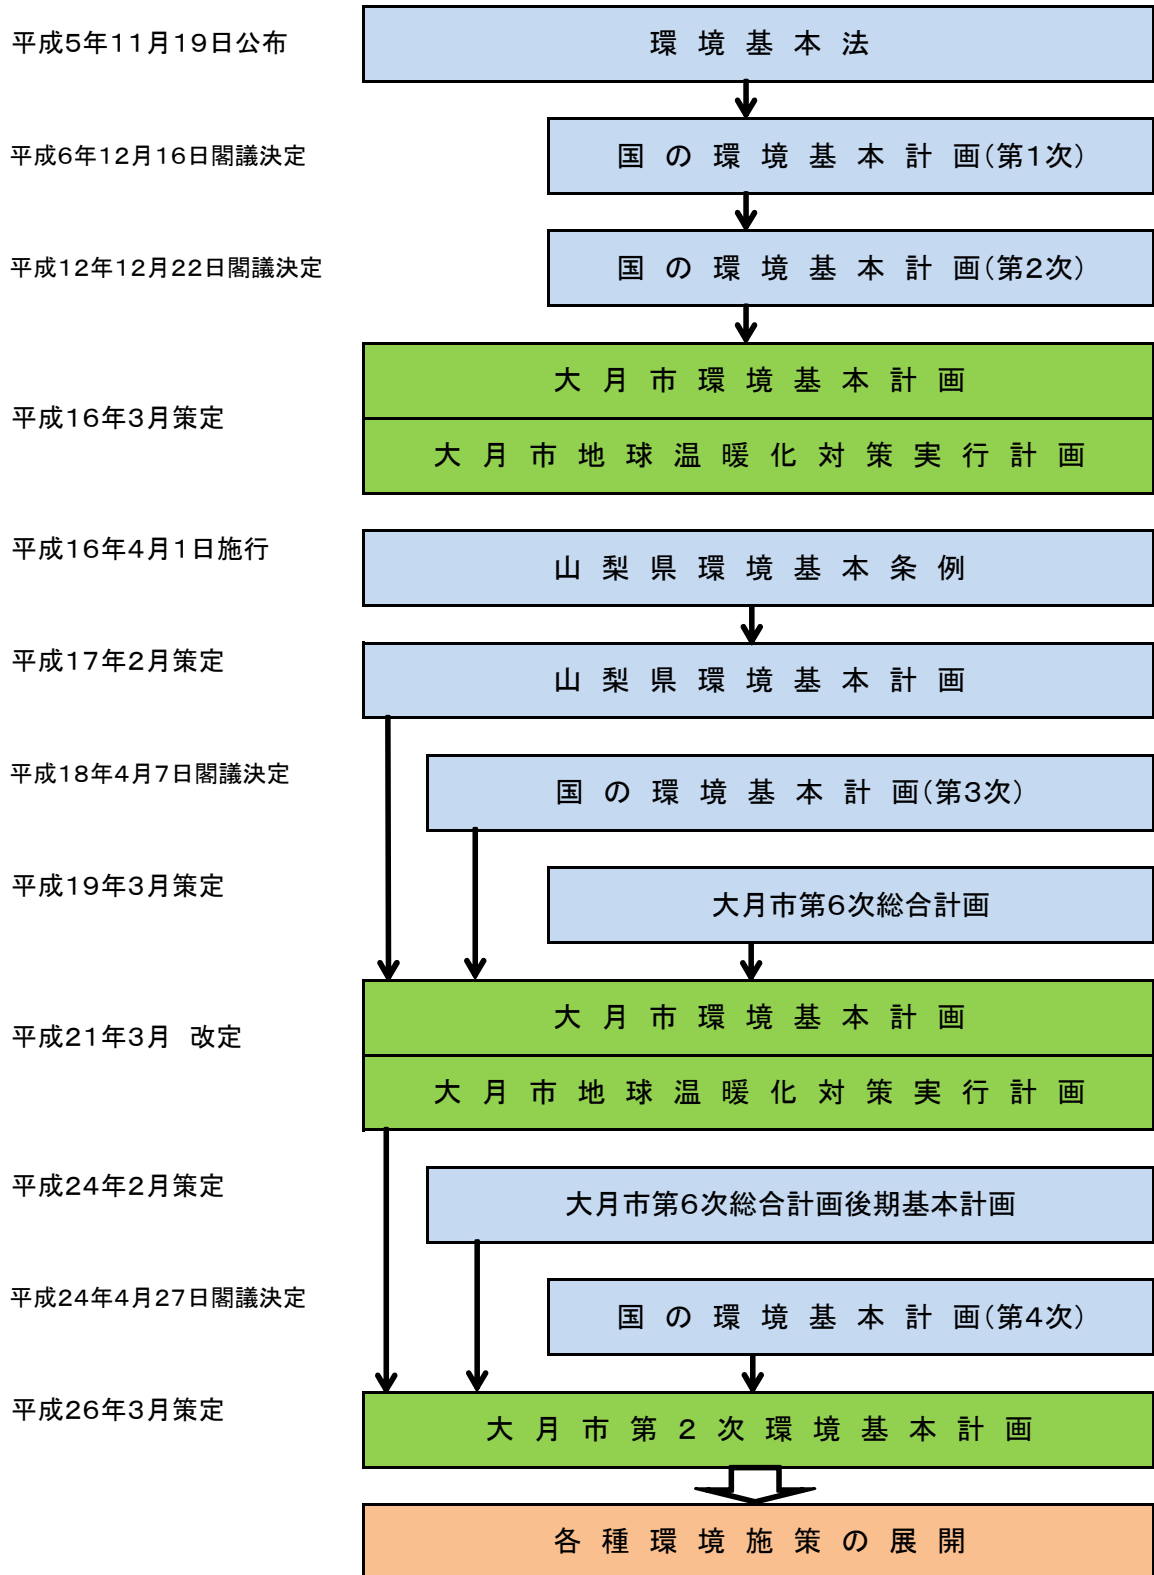 平成5年11月19日公布
環境基本法
平成6年12月16日閣議決定
国の環境基本計画(第1次)
平成12年12月22日閣議決定
国の環境基本計画(第2次)
大月市環境基本計画
平成16年3月策定
大月市地球温暖化対策実行計画
平成16年4月1日施行
山梨県環境基本条例
平成17年2月策定
山梨県環境基本計画
平成18年4月7日閣議決定
国の環境基本計画(第3次)
平成19年3月策定
大月市第6次総合計画
大月市環境基本計画
平成21年3月 改定
大月市地球温暖化対策実行計画
平成24年2月策定
大月市第6次総合計画後期基本計画
平成24年4月27日閣議決定
国の環境基本計画(第4次)
平成26年3月策定
大月市第2次環境基本計画
各種環境施策の展開